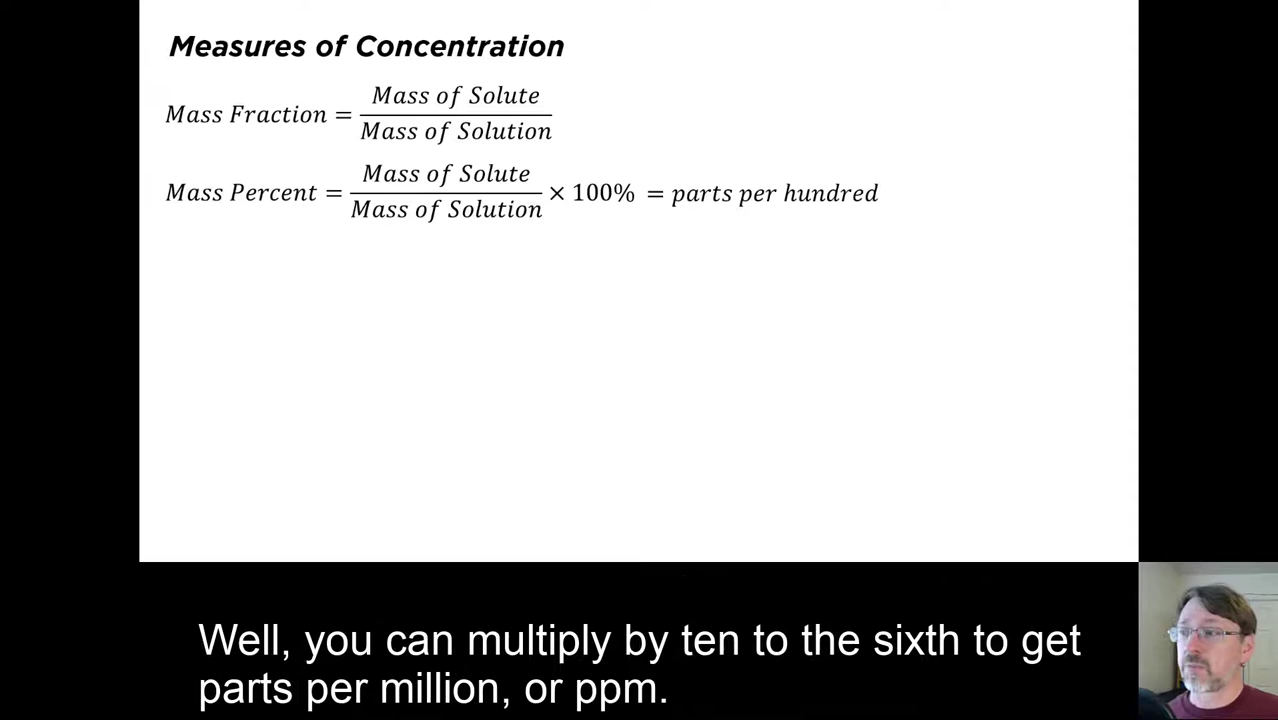 Measures of Concentration
Mass Fraction = Mass of Solute / Mass of Solution
Mass Percent = Mass of Solute / Mass of Solution × 100% = parts per hundred
Well, you can multiply by ten to the sixth to get
parts per million, or ppm.